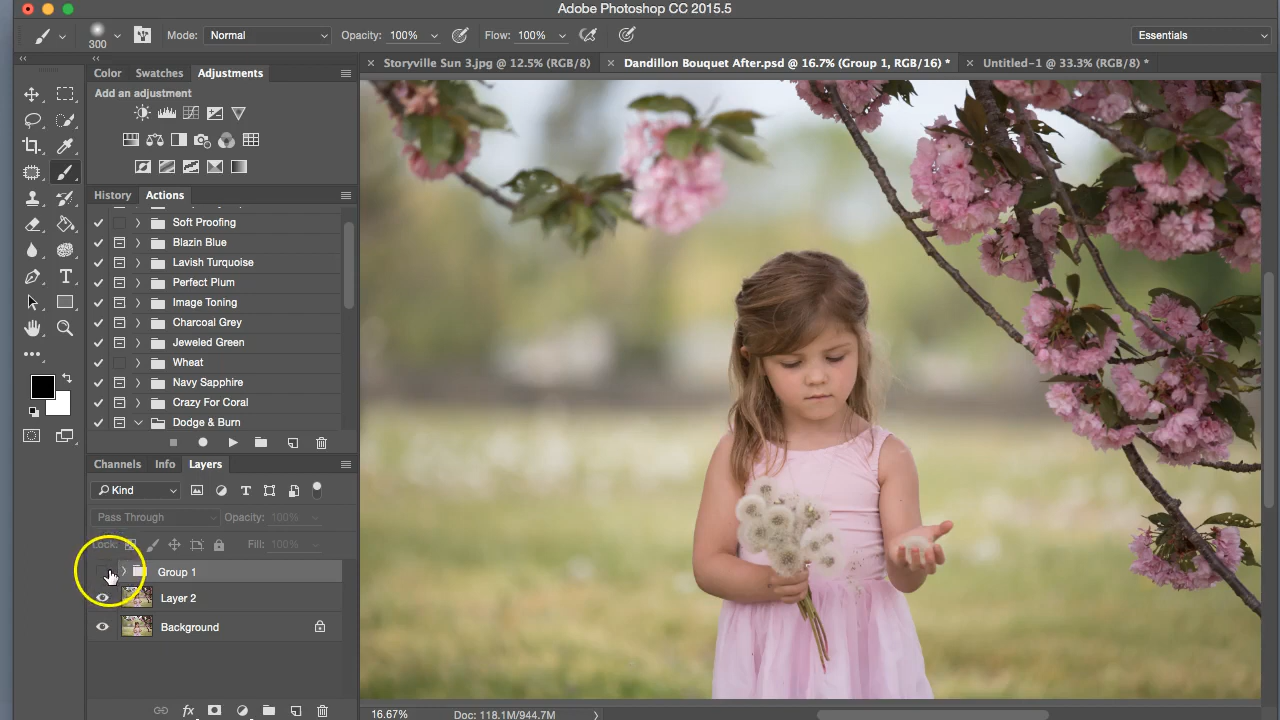 Adobe Photoshop CC 2015.5
300
Mode: Normal
Opacity: 100%
Flow: 100%
Essentials
Storyville Sun 3.jpg @ 12.5% (RGB/8)
Dandillon Bouquet After.psd @ 16.7% (Group 1, RGB/16) *
Untitled-1 @ 33.3% (RGB/8) *
Color Swatches Adjustments
Add an adjustment
History Actions
Soft Proofing
Blazin Blue
Lavish Turquoise
Perfect Plum
Image Toning
Charcoal Grey
Jeweled Green
Wheat
Navy Sapphire
Crazy For Coral
Dodge & Burn
Channels Info Layers
Kind
Pass Through Opacity: 100%
Lock: Fill: 100%
Group 1
Layer 2
Background
fx
16.67% Doc: 118.1M/944.7M